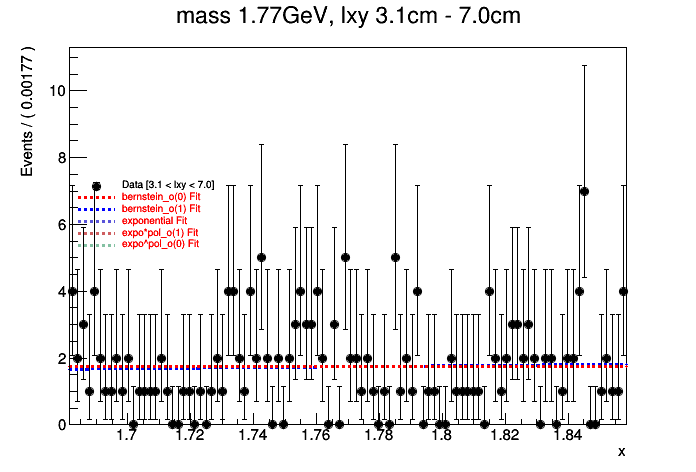 mass 1.77GeV, lxy 3.1cm - 7.0cm
Events / ( 0.00177 )
10
8
6
4
2
0
Data [3.1 < lxy < 7.0]
bernstein_o(0) Fit
bernstein_o(1) Fit
exponential Fit
expo*pol_o(1) Fit
expo^pol_o(0) Fit
1.7 1.72 1.74 1.76 1.78 1.8 1.82 1.84
x